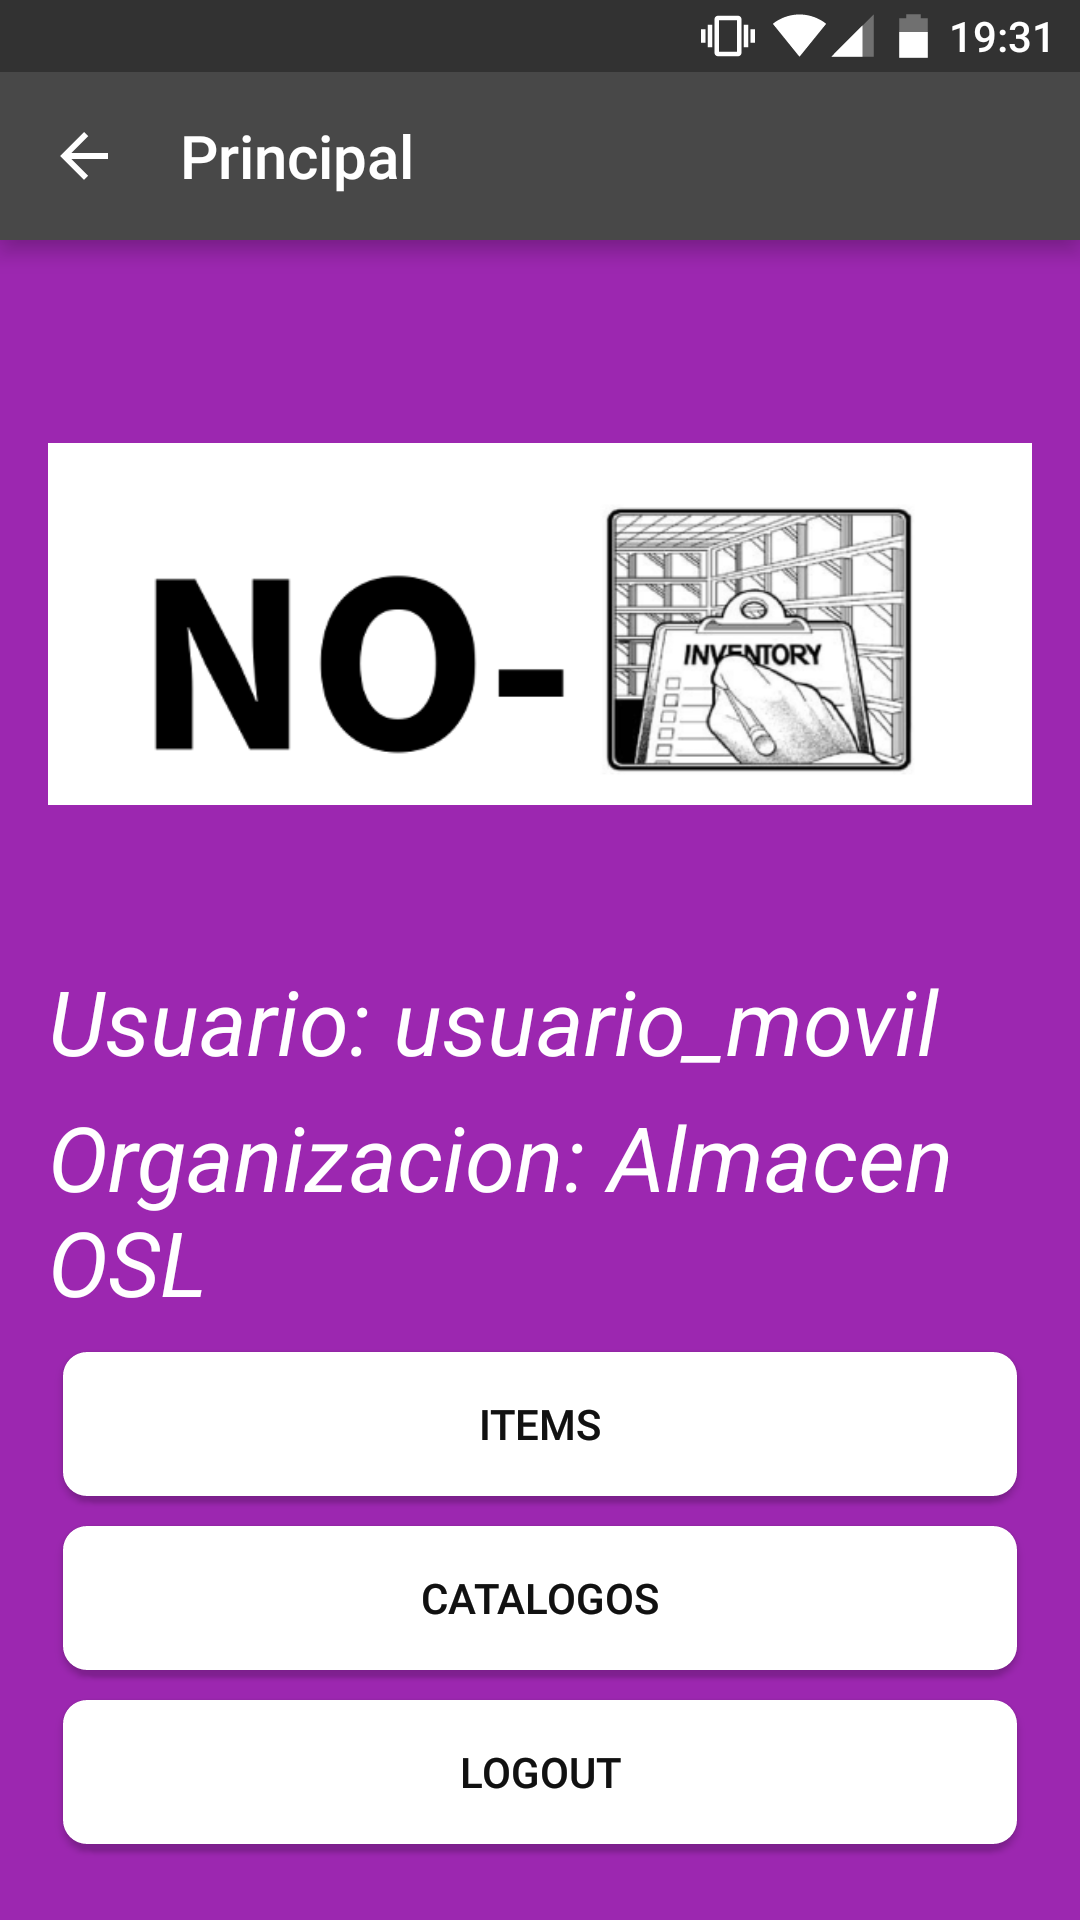 19:31
Principal
NO-
INVENTORY
Usuario: usuario_movil
Organizacion: Almacen
OSL
ITEMS
CATALOGOS
LOGOUT